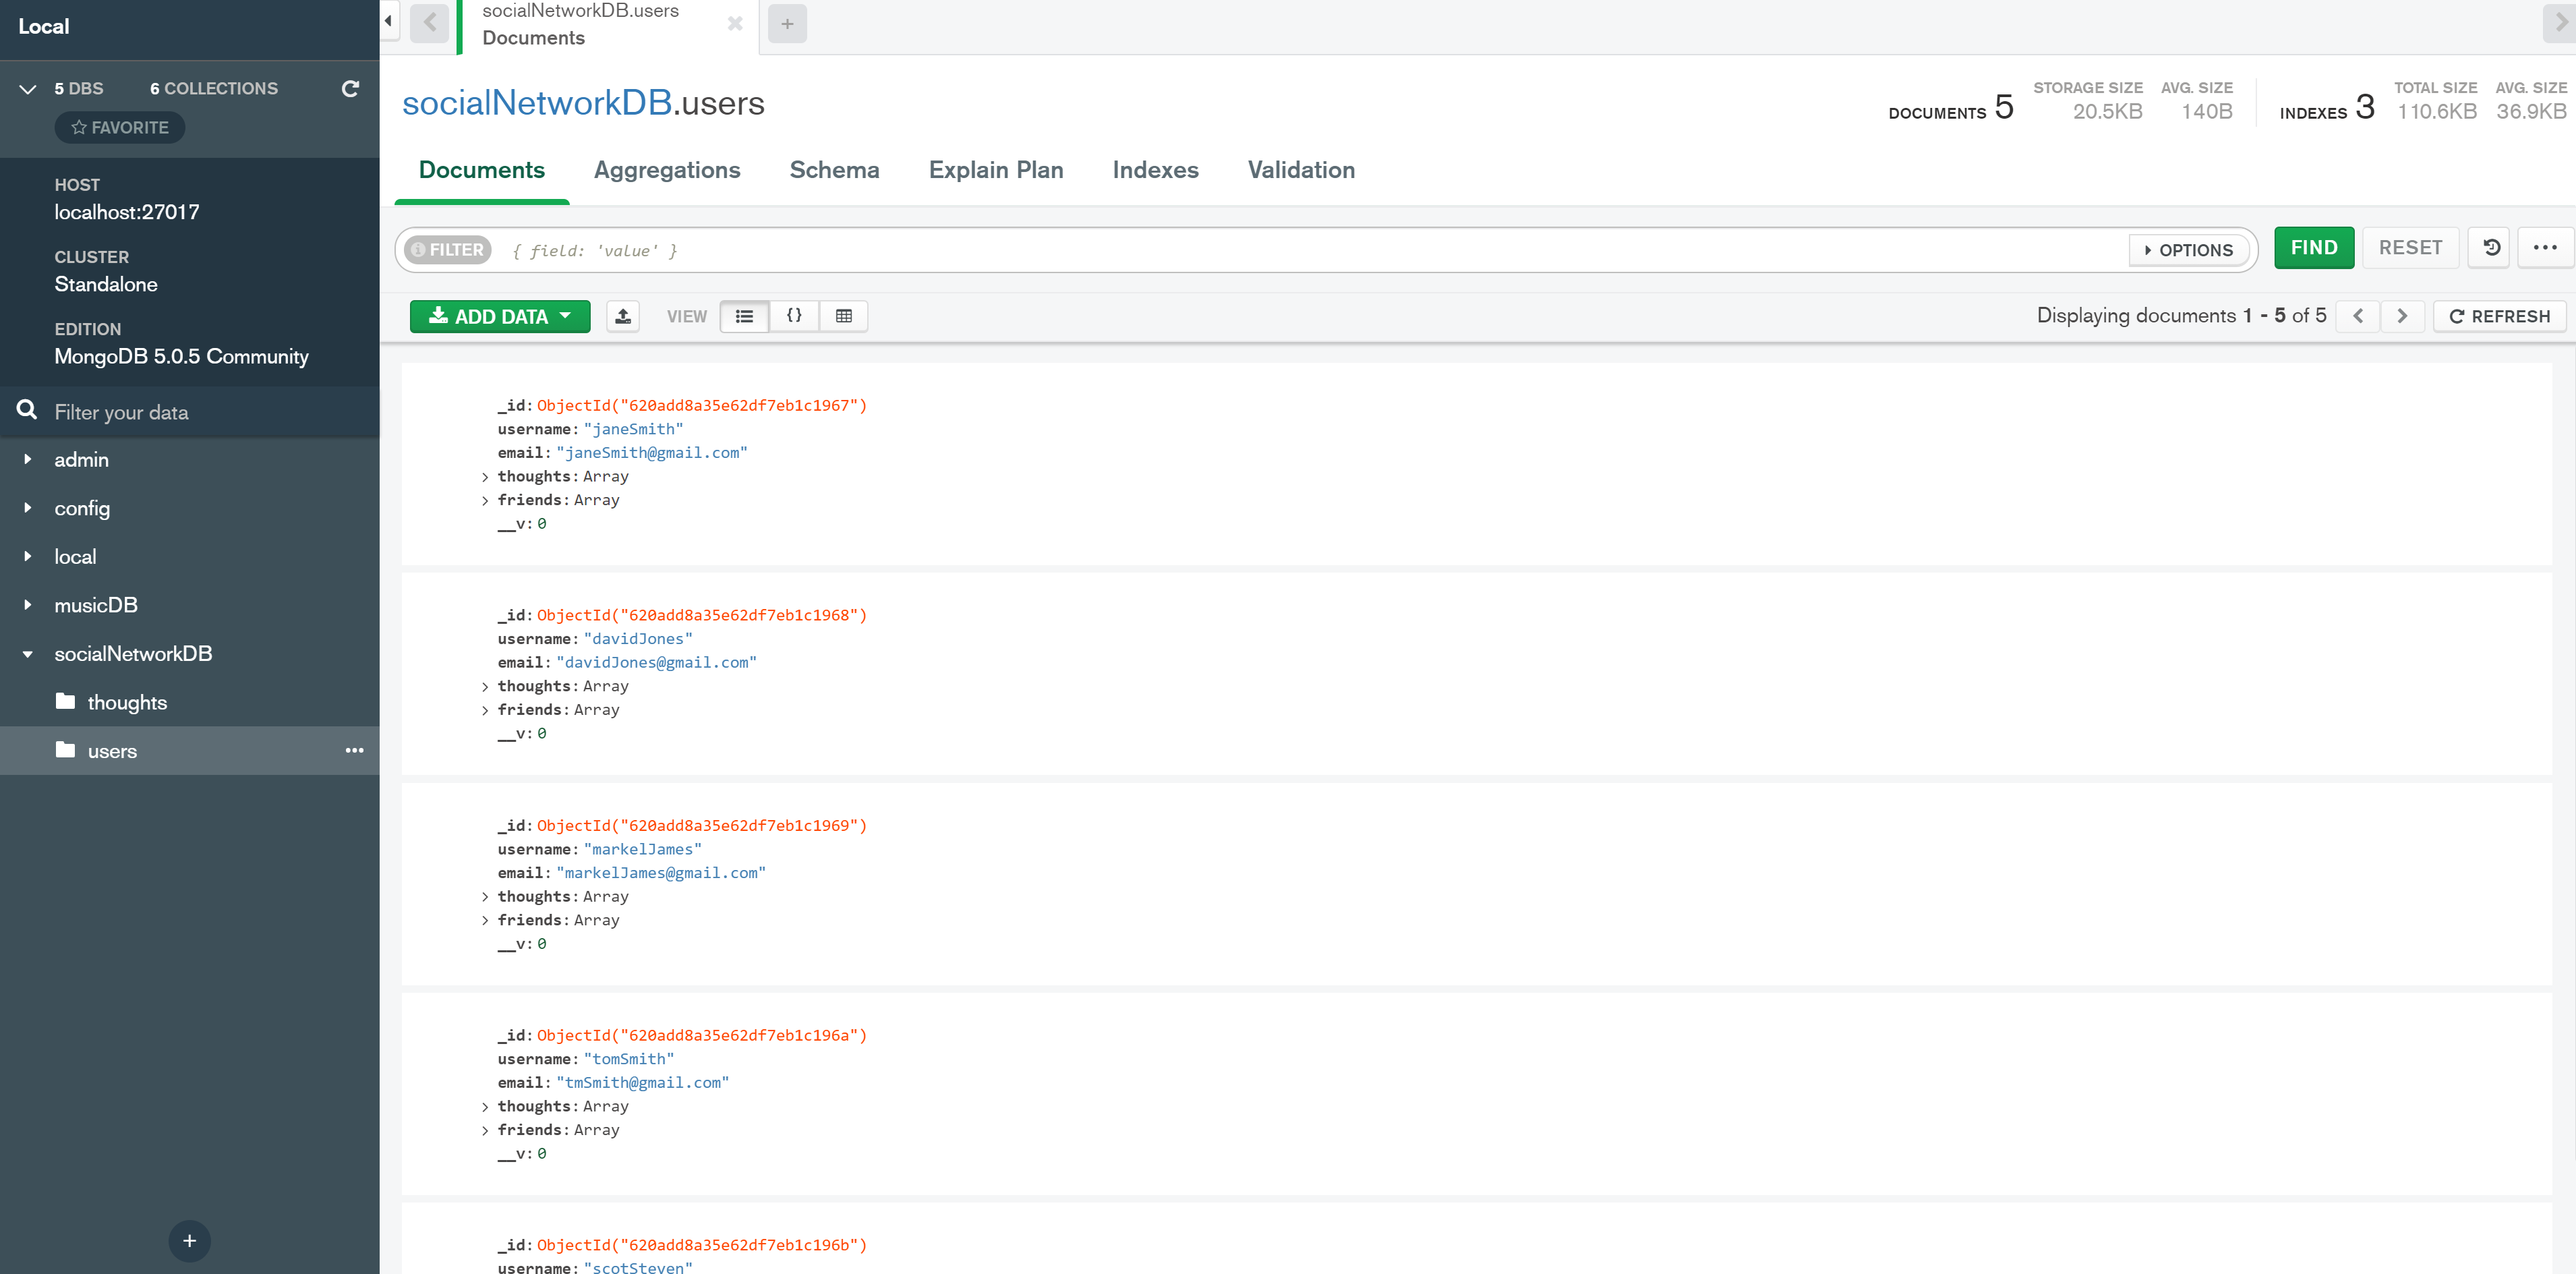 Local
5 DBS 6 COLLECTIONS
FAVORITE
HOST
localhost:27017
CLUSTER
Standalone
EDITION
MongoDB 5.0.5 Community
Filter your data
admin
config
local
musicDB
socialNetworkDB
thoughts
users
socialNetworkDB.users
Documents
socialNetworkDB.users
DOCUMENTS 5
STORAGE SIZE
20.5KB
AVG. SIZE
140B
INDEXES 3
TOTAL SIZE
110.6KB
AVG. SIZE
36.9KB
Documents Aggregations Schema Explain Plan Indexes Validation
FILTER { field: 'value' } OPTIONS FIND RESET
ADD DATA VIEW {} Displaying documents 1 - 5 of 5 REFRESH
_id: ObjectId("620add8a35e62df7eb1c1967")
username: "janeSmith"
email: "janeSmith@gmail.com"
thoughts: Array
friends: Array
__v: 0
_id: ObjectId("620add8a35e62df7eb1c1968")
username: "davidJones"
email: "davidJones@gmail.com"
thoughts: Array
friends: Array
__v: 0
_id: ObjectId("620add8a35e62df7eb1c1969")
username: "markelJames"
email: "markelJames@gmail.com"
thoughts: Array
friends: Array
__v: 0
_id: ObjectId("620add8a35e62df7eb1c196a")
username: "tomSmith"
email: "tmSmith@gmail.com"
thoughts: Array
friends: Array
__v: 0
_id: ObjectId("620add8a35e62df7eb1c196b")
username: "scotSteven"